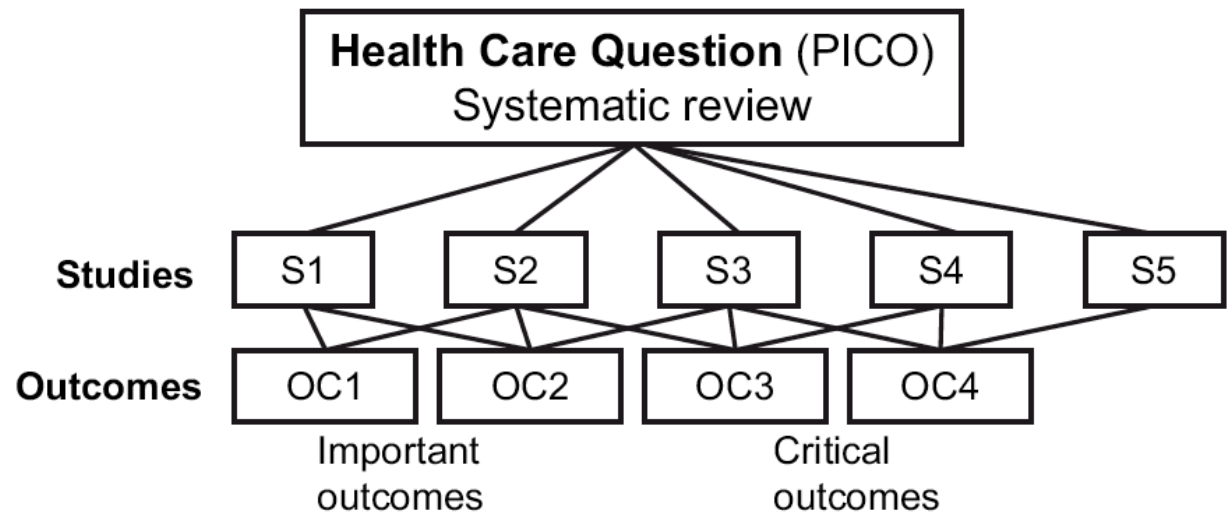 Health Care Question (PICO)
Systematic review
Studies
S1
S2
S3
S4
S5
Outcomes
OC1
OC2
OC3
OC4
Important
outcomes
Critical
outcomes